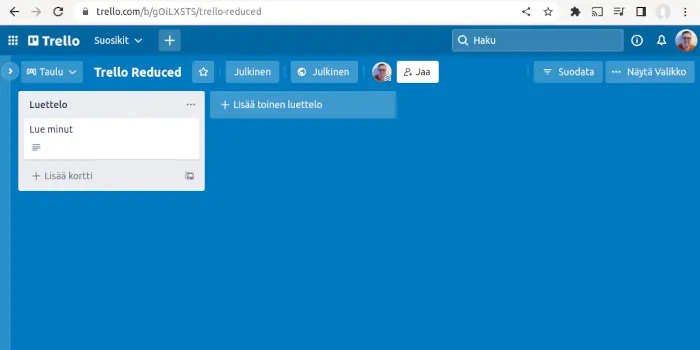 trello.com/b/gOiLX5TS/trello-reduced
Trello Suosikit Haku
Taulu Trello Reduced Julkinen Julkinen Jaa Suodata Näytä Valikko
Luettelo
Lisää toinen luettelo
Lue minut
Lisää kortti